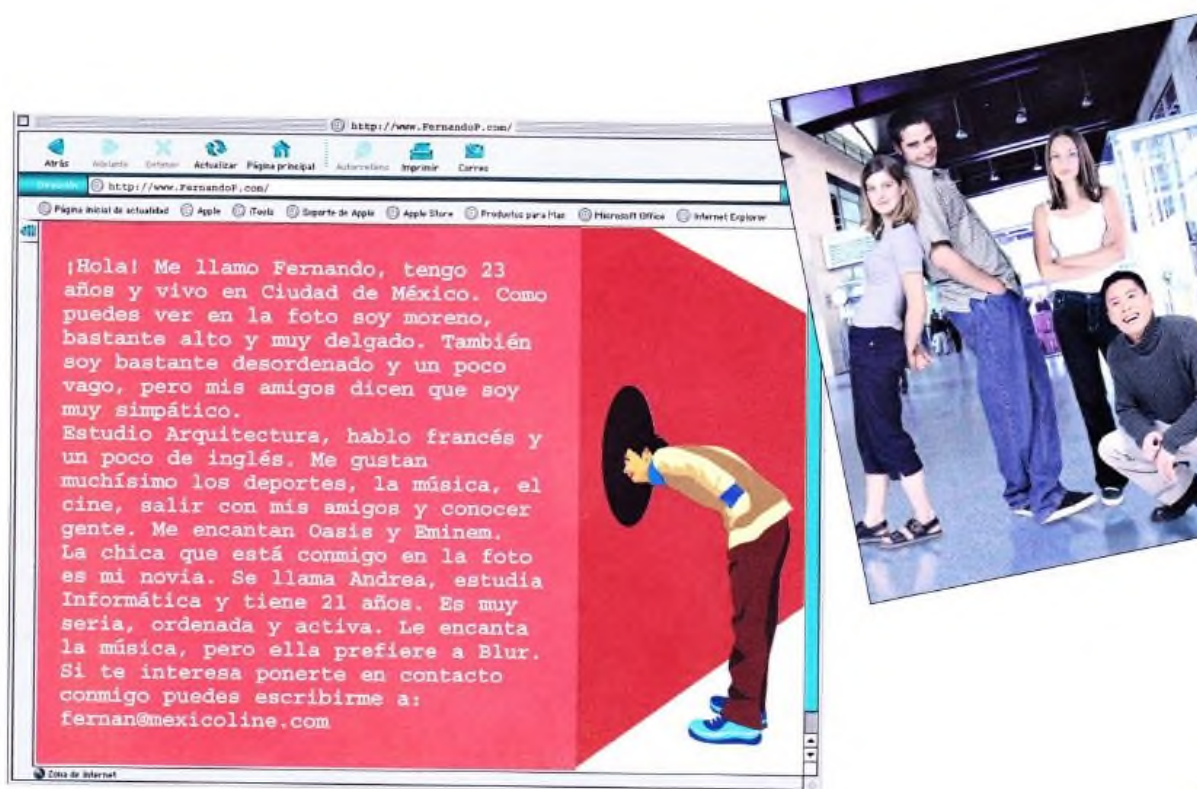 http://www.FernandoP.com/
Atrás Adelante Detener Actualizar Página principal Autorrelleno Imprimir Correo
Dirección http://www.FernandoP.com/
Página inicial de actualidad Apple iTools Soporte de Apple Apple Store Productos para Mac Microsoft Office Internet Explorer
¡Hola! Me llamo Fernando, tengo 23
años y vivo en Ciudad de México. Como
puedes ver en la foto soy moreno,
bastante alto y muy delgado. También
soy bastante desordenado y un poco
vago, pero mis amigos dicen que soy
muy simpático.
Estudio Arquitectura, hablo francés y
un poco de inglés. Me gustan
muchísimo los deportes, la música, el
cine, salir con mis amigos y conocer
gente. Me encantan Oasis y Eminem.
La chica que está conmigo en la foto
es mi novia. Se llama Andrea, estudia
Informática y tiene 21 años. Es muy
seria, ordenada y activa. Le encanta
la música, pero ella prefiere a Blur.
Si te interesa ponerte en contacto
conmigo puedes escribirme a:
fernan@mexicoline.com
Zona de Internet